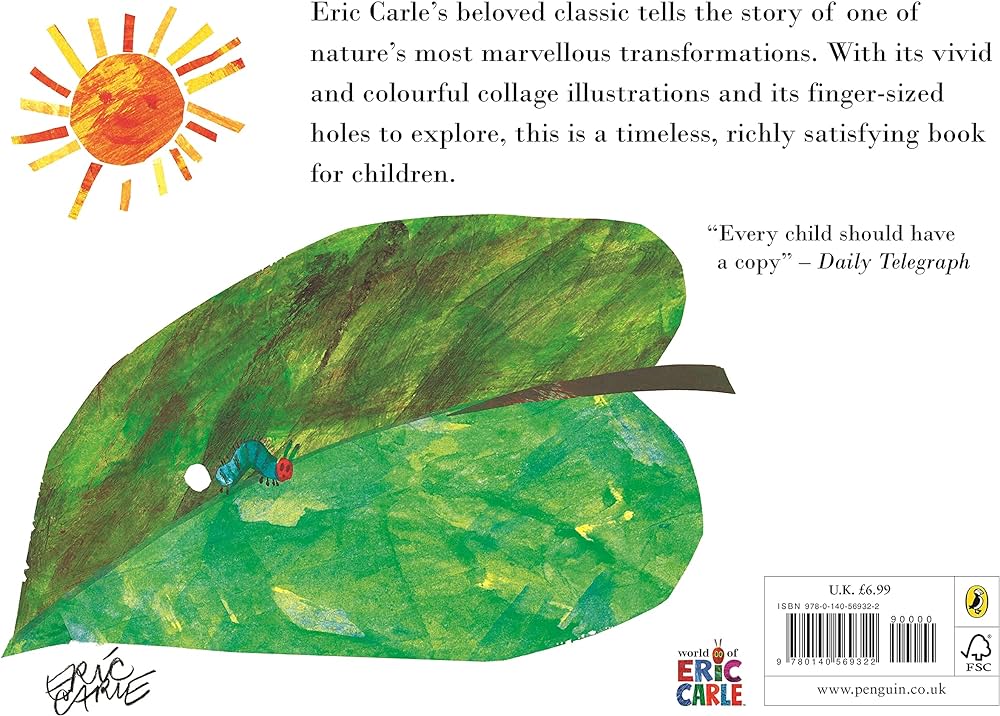 Eric Carle’s beloved classic tells the story of one of
nature’s most marvellous transformations. With its vivid
and colourful collage illustrations and its finger-sized
holes to explore, this is a timeless, richly satisfying book
for children.
“Every child should have
a copy” – Daily Telegraph
U.K. £6.99
ISBN 978-0-140-56932-2
90000
9 780140 569322
FSC
www.penguin.co.uk
world of
ERIC
CARLE
ERIC
CARLE